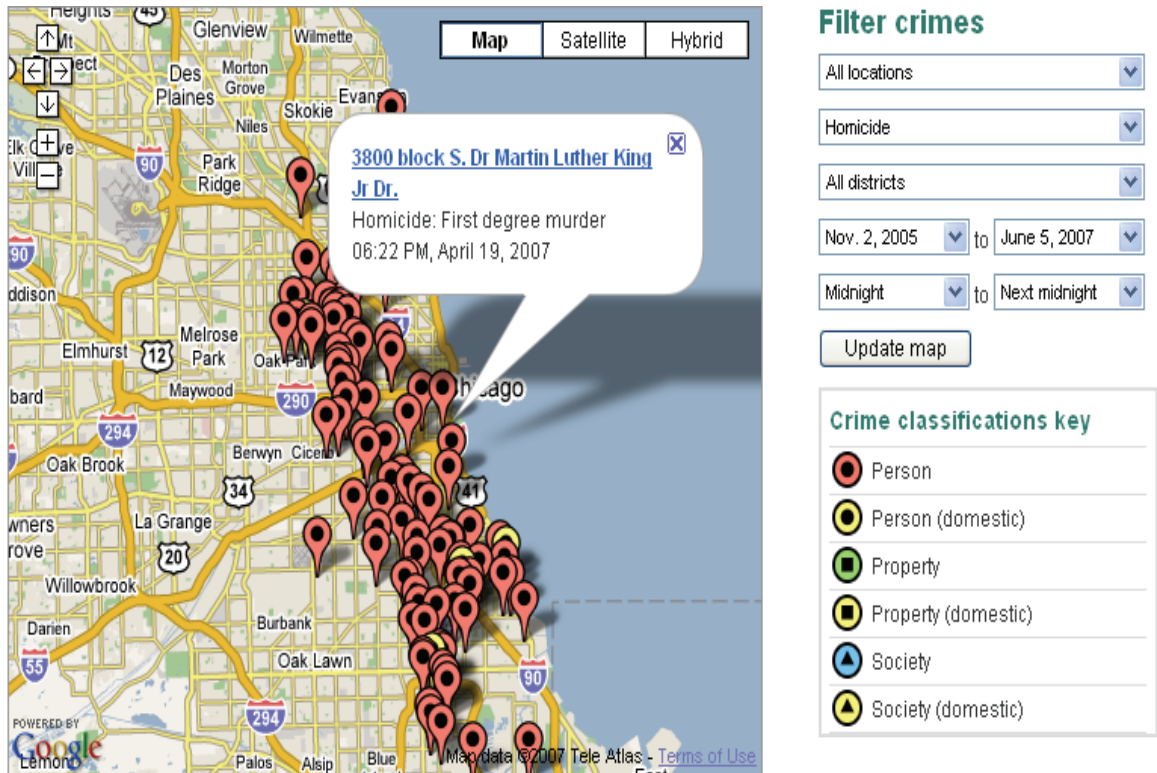 Heights
45
Glenview
Wilmette
Mt
Map
Satellite
Hybrid
Des
Plaines
Morton
Grove
Skokie
Niles
90
Park
Ridge
3800 block S. Dr Martin Luther King
Jr Dr.
Homicide: First degree murder
06:22 PM, April 19, 2007
90
Melrose
Park
Elmhurst
12
Maywood
290
294
Berwyn
Oak Brook
34
41
La Grange
20
Willowbrook
Darien
Burbank
Oak Lawn
55
90
294
POWERED BY
Google
Lemont
Palos
Alsip
Blue
Map data ©2007 Tele Atlas - Terms of Use
East
Filter crimes
All locations
Homicide
All districts
Nov. 2, 2005 to June 5, 2007
Midnight to Next midnight
Update map
Crime classifications key
Person
Person (domestic)
Property
Property (domestic)
Society
Society (domestic)